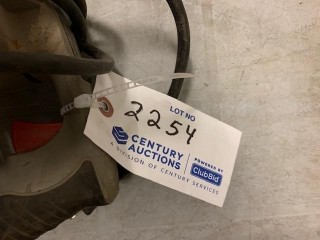 LOT NO
2254
CENTURY
AUCTIONS
A DIVISION OF CENTURY SERVICES
POWERED BY
ClubBid